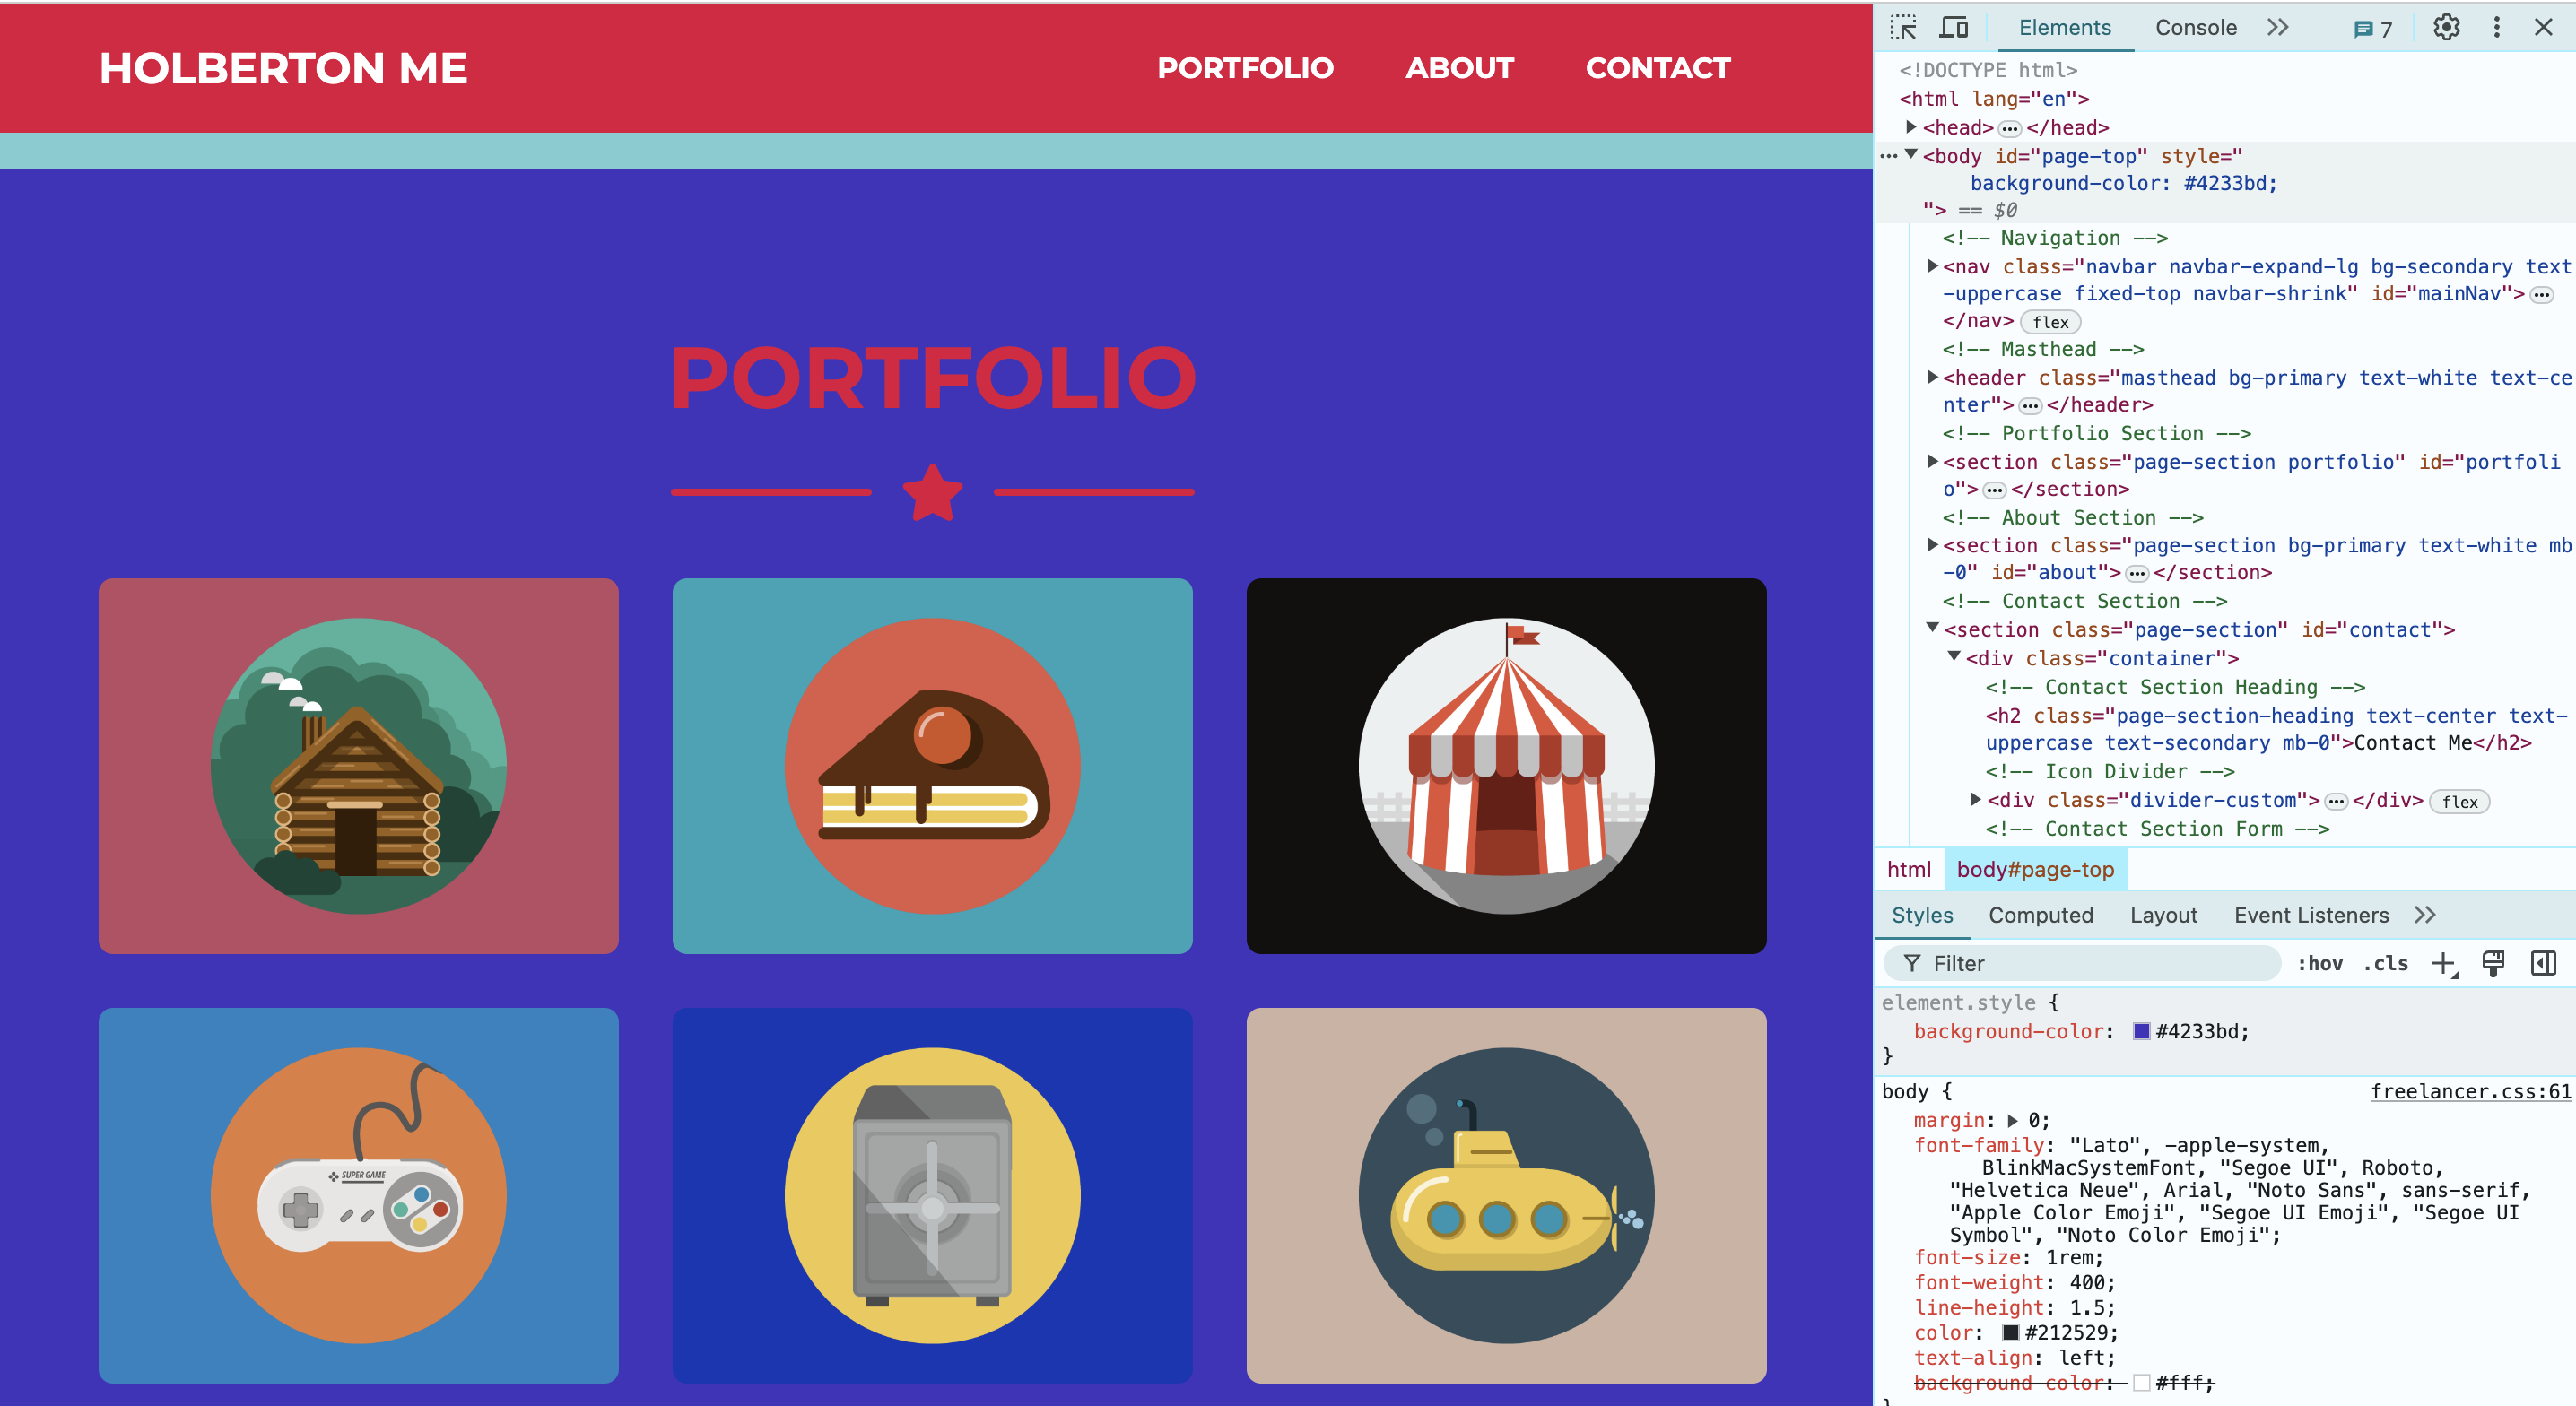 HOLBERTON ME
PORTFOLIO ABOUT CONTACT
PORTFOLIO
SUPER GAME
Elements Console 7
<!DOCTYPE html>
<html lang="en">
<head> </head>
<body id="page-top" style="
background-color: #4233bd;
"> == $0
<!-- Navigation -->
<nav class="navbar navbar-expand-lg bg-secondary text
-uppercase fixed-top navbar-shrink" id="mainNav">
</nav> flex
<!-- Masthead -->
<header class="masthead bg-primary text-white text-ce
nter"> </header>
<!-- Portfolio Section -->
<section class="page-section portfolio" id="portfoli
o"> </section>
<!-- About Section -->
<section class="page-section bg-primary text-white mb
-0" id="about"> </section>
<!-- Contact Section -->
<section class="page-section" id="contact">
<div class="container">
<!-- Contact Section Heading -->
<h2 class="page-section-heading text-center text-
uppercase text-secondary mb-0">Contact Me</h2>
<!-- Icon Divider -->
<div class="divider-custom"> </div> flex
<!-- Contact Section Form -->
html body#page-top
Styles Computed Layout Event Listeners
Filter :hov .cls
element.style {
background-color: #4233bd;
}
body { freelancer.css:61
margin: 0;
font-family: "Lato", -apple-system,
BlinkMacSystemFont, "Segoe UI", Roboto,
"Helvetica Neue", Arial, "Noto Sans", sans-serif,
"Apple Color Emoji", "Segoe UI Emoji", "Segoe UI
Symbol", "Noto Color Emoji";
font-size: 1rem;
font-weight: 400;
line-height: 1.5;
color: #212529;
text-align: left;
background-color: #fff;
}